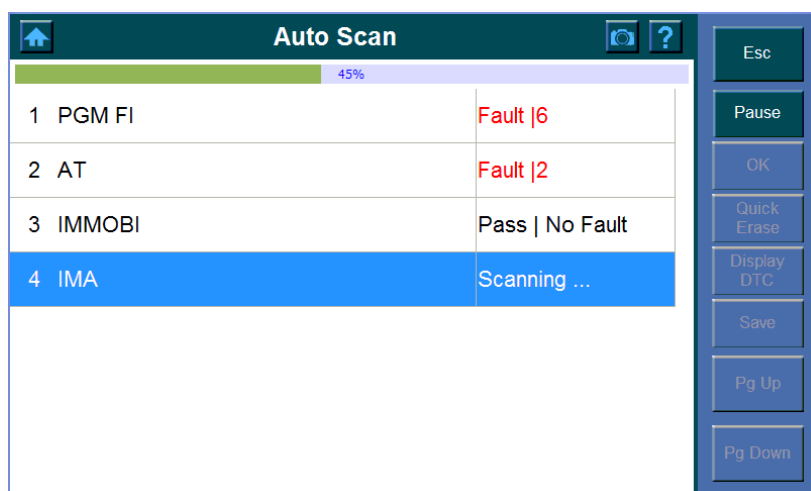 Auto Scan
?
45%
1 PGM FI Fault |6
2 AT Fault |2
3 IMMOBI Pass | No Fault
4 IMA Scanning ...
Esc
Pause
OK
Quick
Erase
Display
DTC
Save
Pg Up
Pg Down